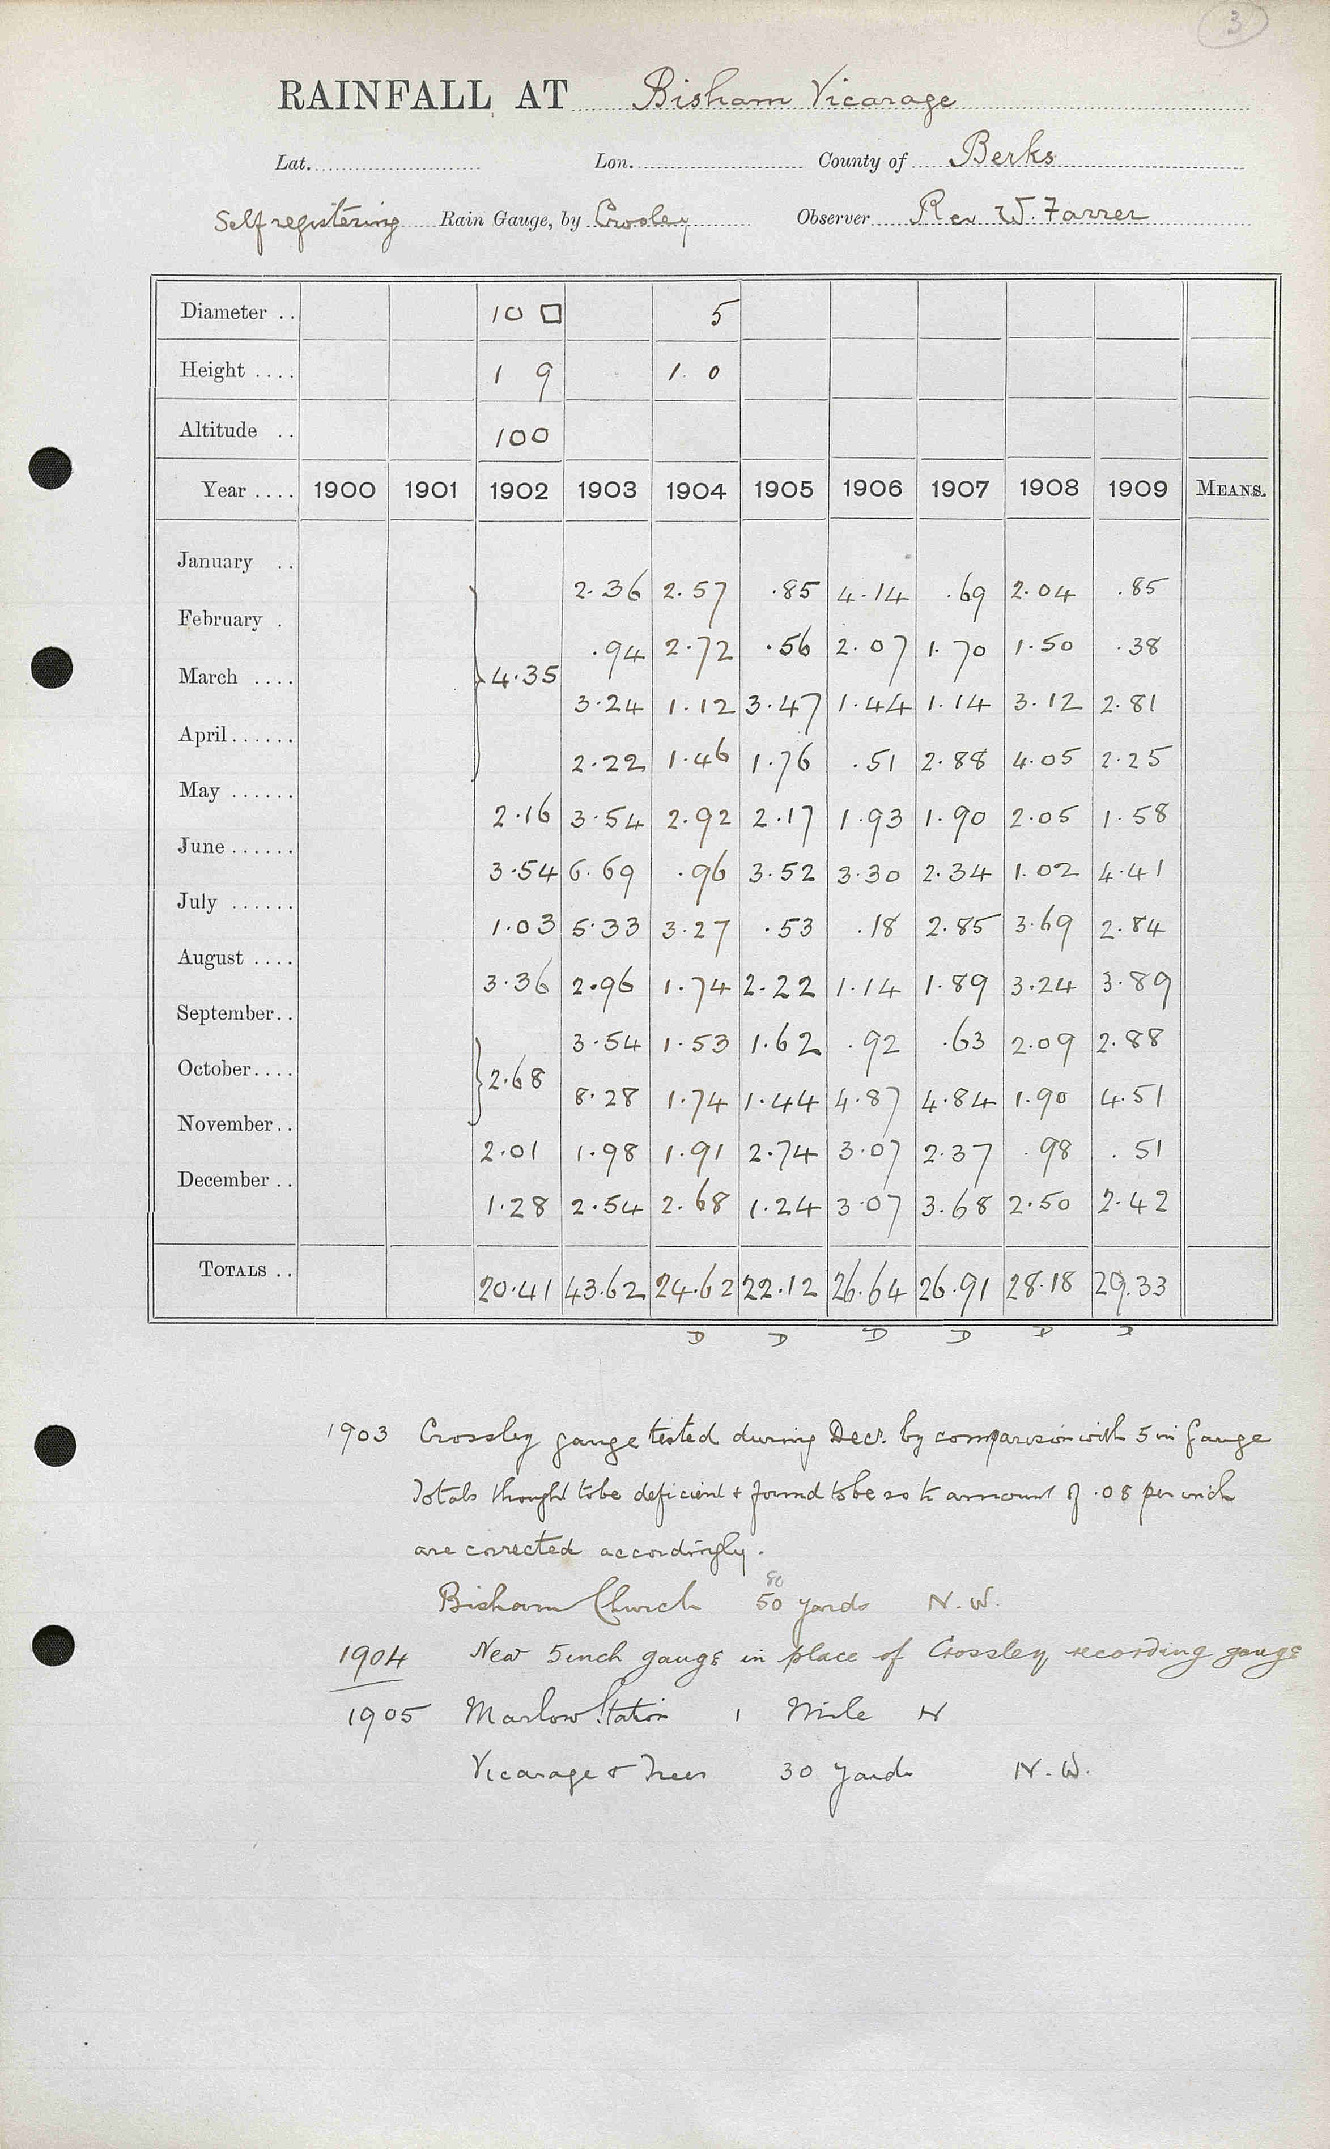 3
RAINFALL AT Bisham Vicarage
Lat. Lon. County of Berks
Self registering Rain Gauge, by Crosley Observer Rev W. Farrer
Diameter .. 10 □ 5
Height .... 1 9 1. 0
Altitude .. 100
Year .... 1900 1901 1902 1903 1904 1905 1906 1907 1908 1909 MEANS.
January .. 2.36 2.57 .85 4.14 .69 2.04 .85
February . .94 2.72 .56 2.07 1.70 1.50 .38
March .... } 4.35 3.24 1.12 3.47 1.44 1.14 3.12 2.81
April...... 2.22 1.46 1.76 .51 2.88 4.05 2.25
May ...... 2.16 3.54 2.92 2.17 1.93 1.90 2.05 1.58
June ...... 3.54 6.69 .96 3.52 3.30 2.34 1.02 4.41
July ...... 1.03 5.33 3.27 .53 .18 2.85 3.69 2.84
August .... 3.36 2.96 1.74 2.22 1.14 1.89 3.24 3.89
September.. 3.54 1.53 1.62 .92 .63 2.09 2.88
October.... } 2.68 8.28 1.74 1.44 4.87 4.84 1.90 4.51
November.. 2.01 1.98 1.91 2.74 3.07 2.37 .98 .51
December .. 1.28 2.54 2.68 1.24 3.07 3.68 2.50 2.42
TOTALS .. 20.41 43.62 24.62 22.12 26.64 26.91 28.18 29.33
D D D D D D
1903 Crossley gauge tested during Decr. by comparison with 5 in Gauge
Totals thought to be deficient & found to be so to amount of .08 per inch
are corrected accordingly.
80
Bisham Church 50 yards N.W.
1904 New 5 inch gauge in place of Crossley recording gauge
1905 Marlow Station 1 Mile N
Vicarage & Trees 30 yards N.W.